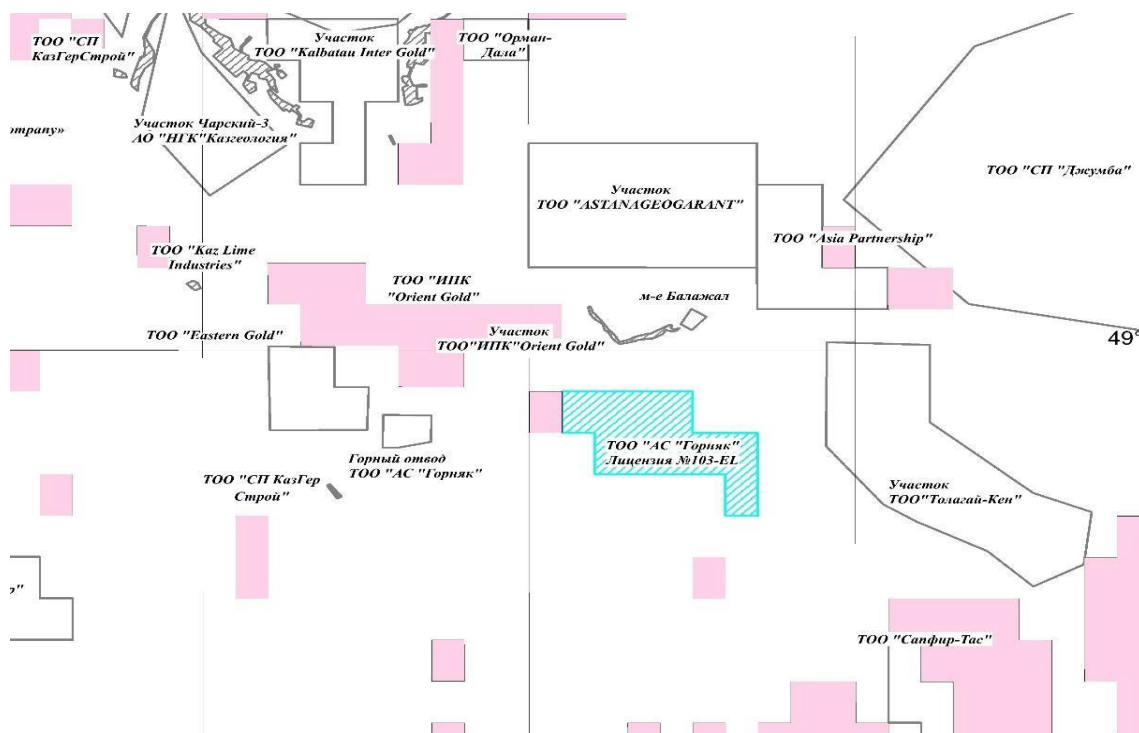 ТОО "СП
КазГерСтрой"
Участок
ТОО "Kalbatau Inter Gold"
ТОО "Орман-
Дала"
Участок Чарский-3
АО "НГК"Казгеология"
ompany»
ТОО "СП "Джумба"
Участок
ТОО "ASTANAGEOGARANT"
ТОО "Asia Partnership"
ТОО "Kaz Lime
Industries"
ТОО "ИПК
"Orient Gold"
м-е Балажал
ТОО "Eastern Gold"
Участок
ТОО"ИПК"Orient Gold"
49°
ТОО "АС "Горняк"
Лицензия №103-EL
Горный отвод
ТОО "АС "Горняк"
ТОО "СП КазГер
Строй"
Участок
ТОО"Толагай-Кен"
р"
ТОО "Сапфир-Тас"